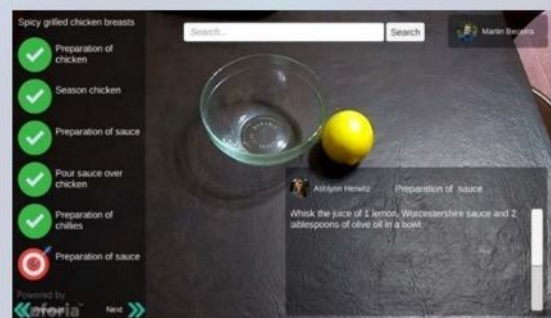 Spicy grilled chicken breasts
Search...
Search
Preparation of
chicken
Season chicken
Preparation of sauce
Pour sauce over
chicken
Preparation of
chillies
Preparation of sauce
Powered by
Next
Martin
Ashlynn
Preparation of sauce
Whisk the juice of 1 lemon, Worcestershire sauce and 2
tablespoons of olive oil in a bowl